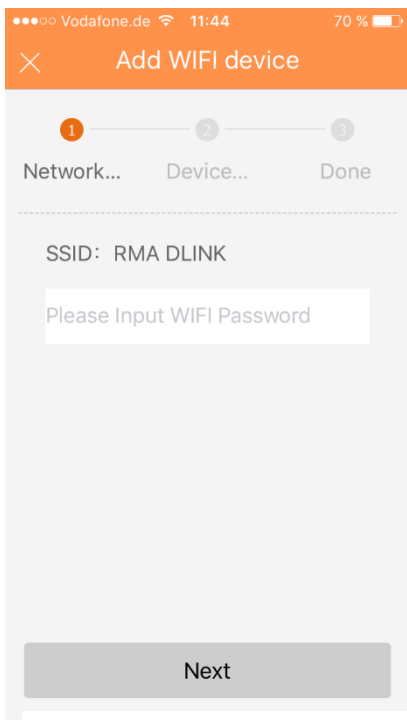 Vodafone.de 11:44 70 %
Add WIFI device
1 2 3
Network... Device... Done
SSID: RMA DLINK
Please Input WIFI Password
Next